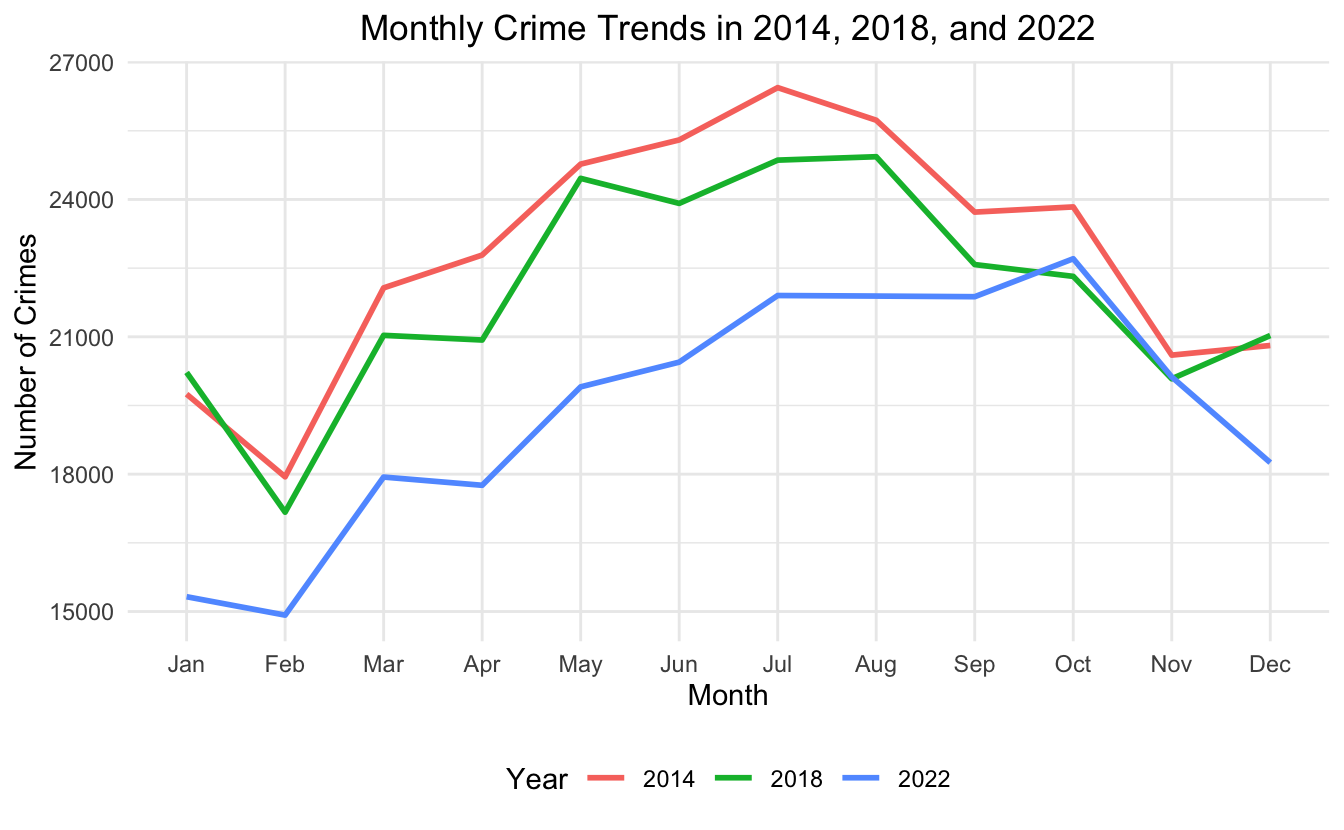 Monthly Crime Trends in 2014, 2018, and 2022
Number of Crimes
27000
24000
21000
18000
15000
Jan Feb Mar Apr May Jun Jul Aug Sep Oct Nov Dec
Month
Year 2014 2018 2022